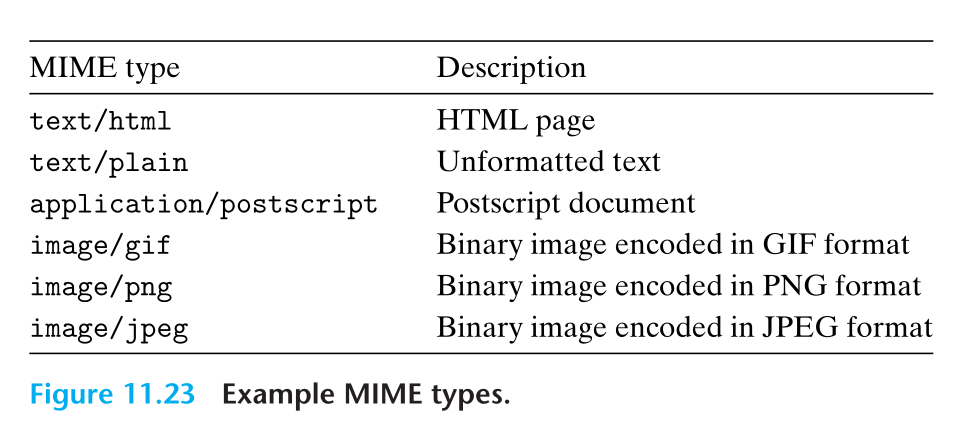 MIME type Description
text/html HTML page
text/plain Unformatted text
application/postscript Postscript document
image/gif Binary image encoded in GIF format
image/png Binary image encoded in PNG format
image/jpeg Binary image encoded in JPEG format
Figure 11.23 Example MIME types.